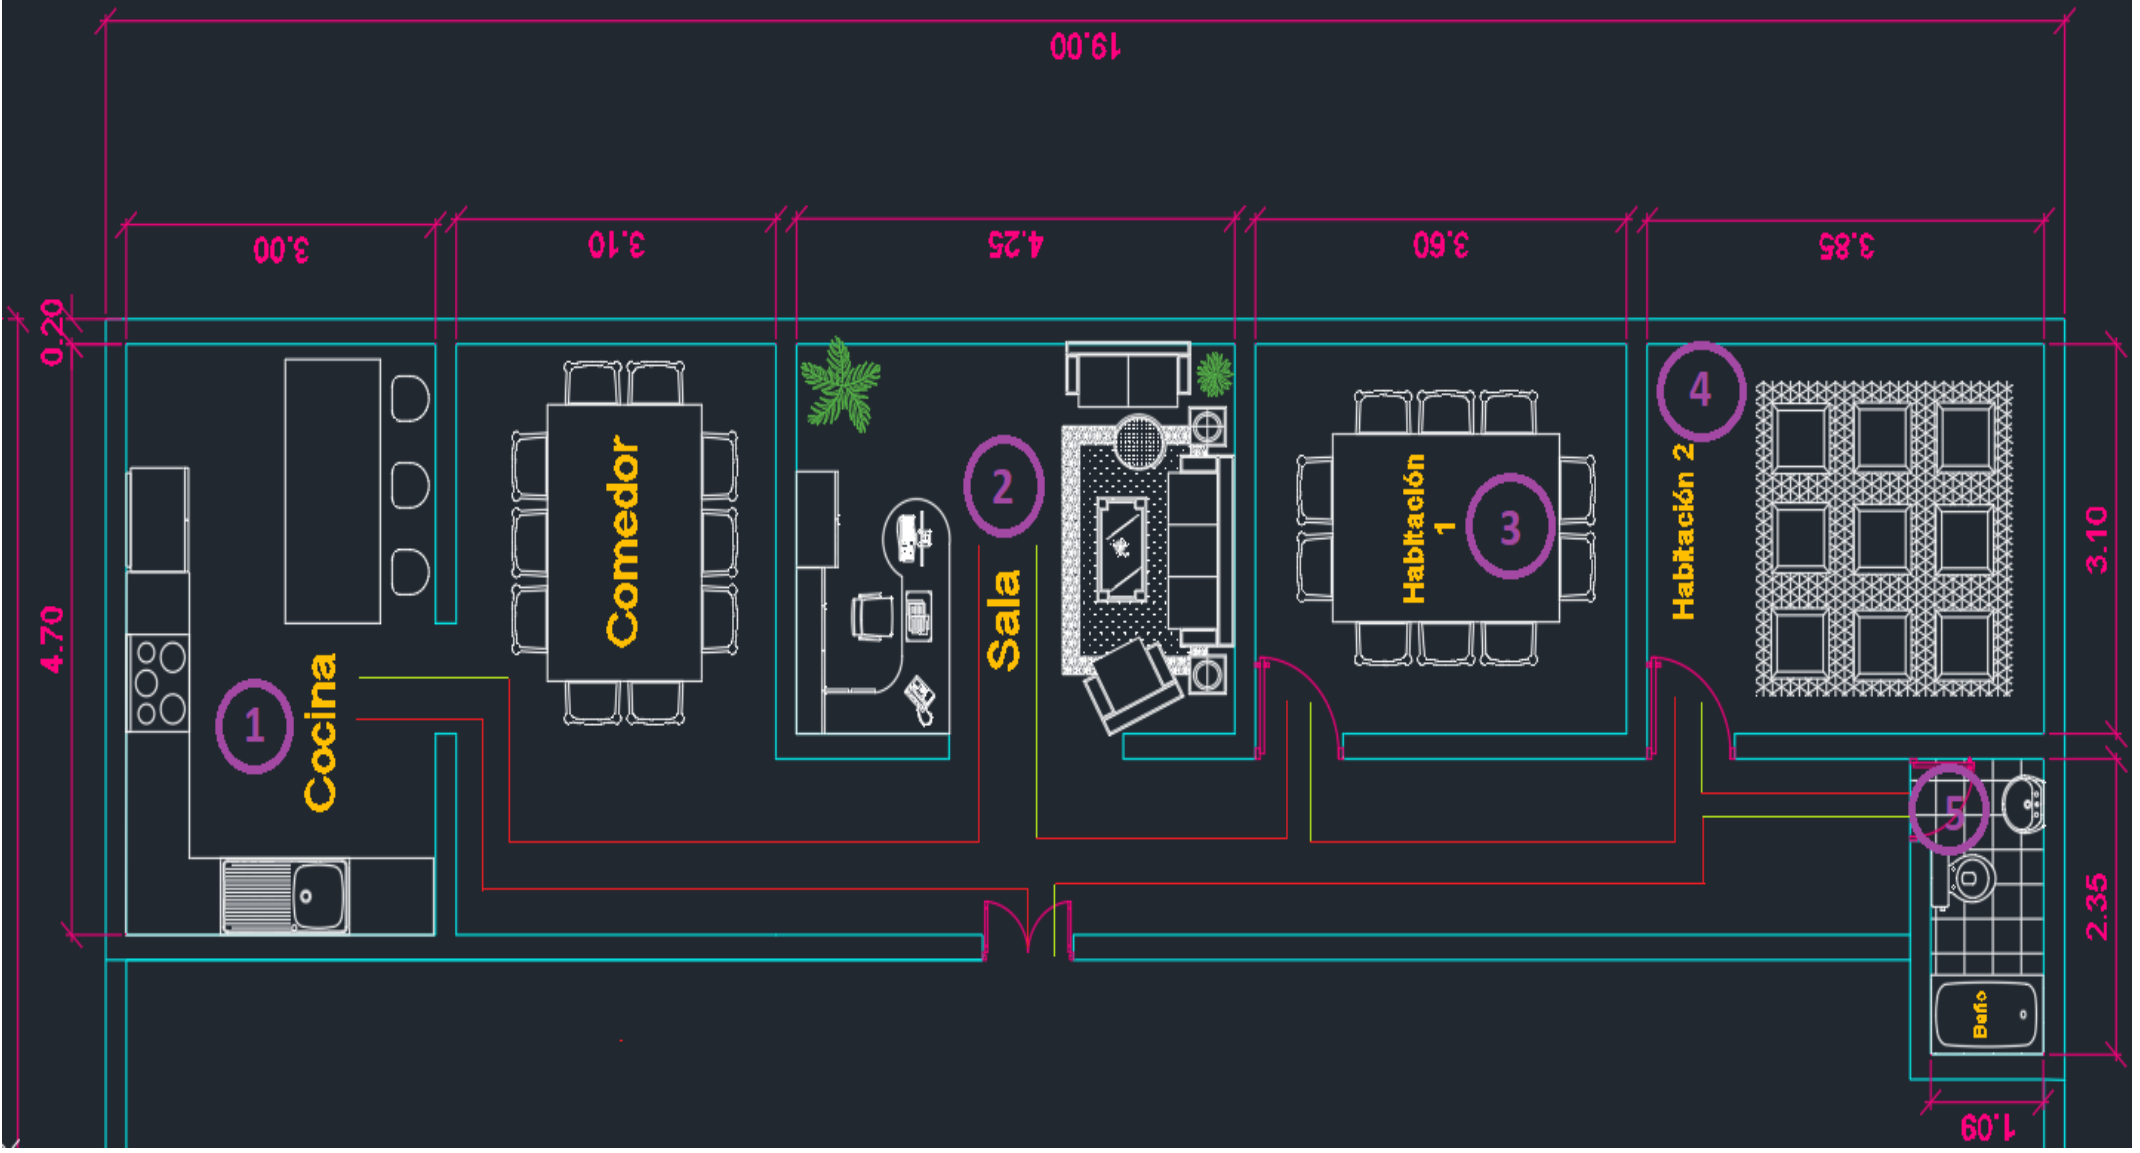 19.00
3.00
3.10
4.25
3.60
3.85
0.20
4.70
Cocina
1
Comedor
Sala
2
Habitación
1
3
Habitación 2
4
3.10
5
2.35
Baño
1.09